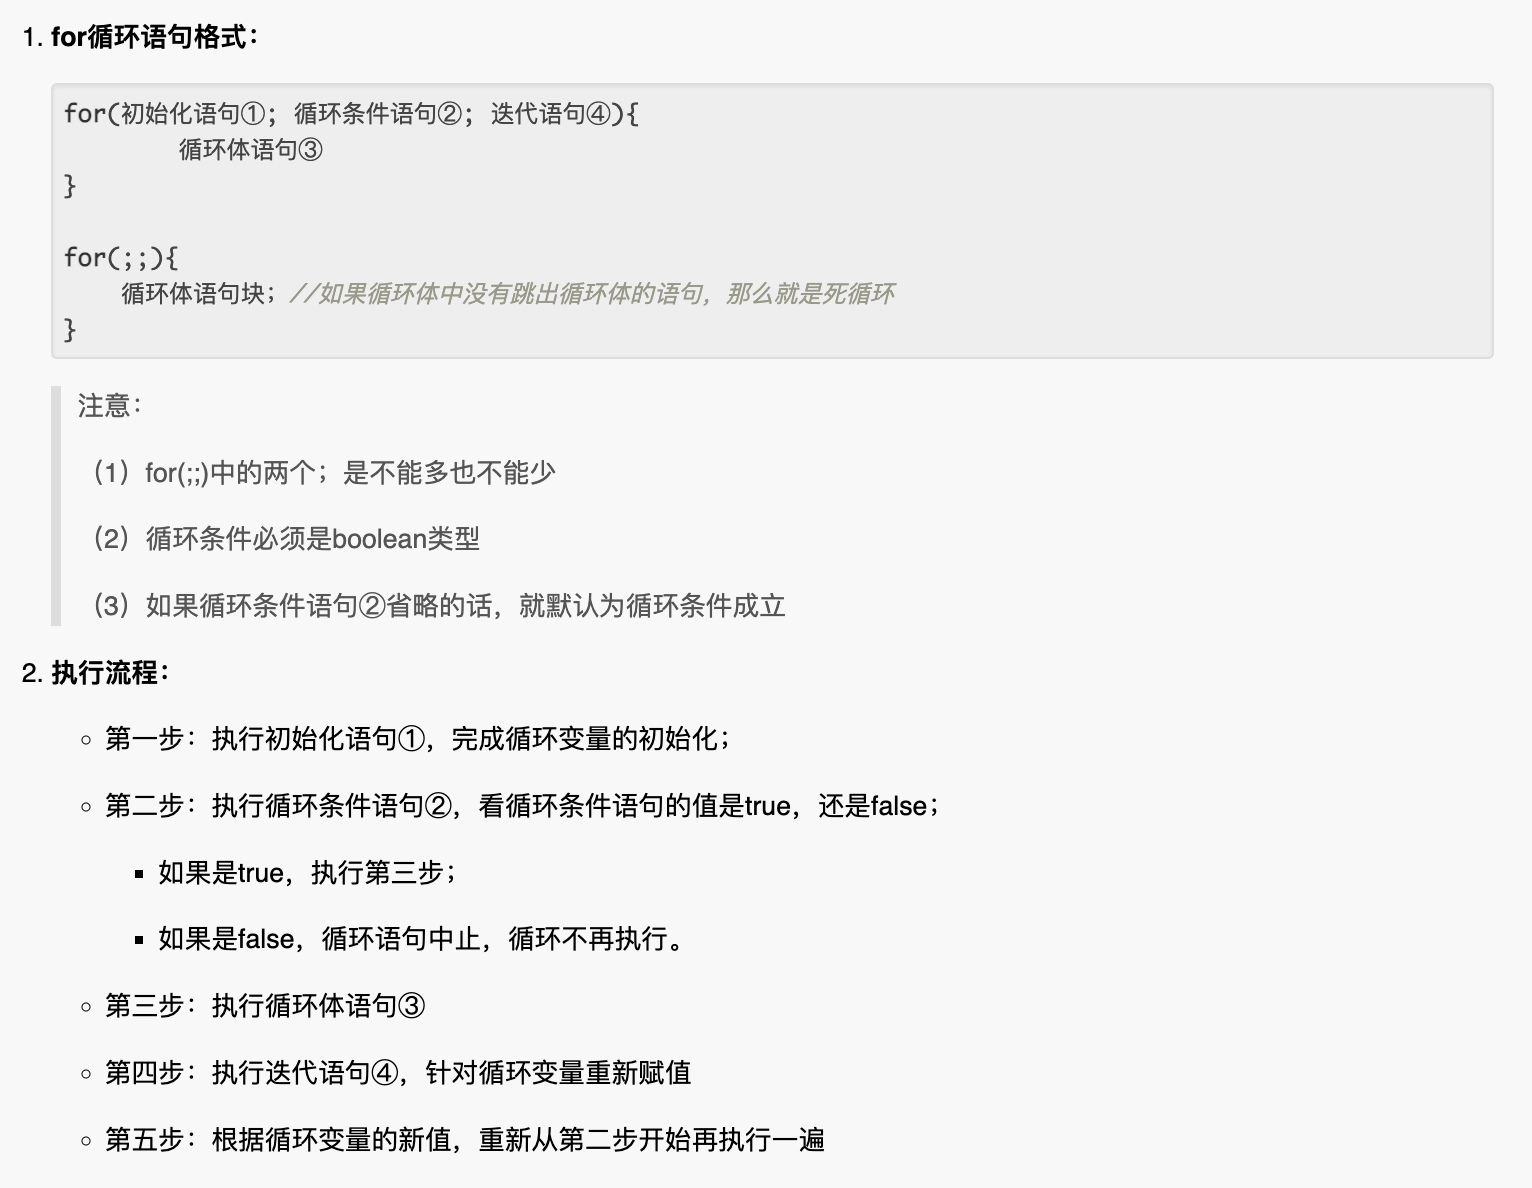 1. for循环语句格式：
for(初始化语句①; 循环条件语句②; 迭代语句④){
        循环体语句③
}
for(;;){
    循环体语句块；//如果循环体中没有跳出循环体的语句，那么就是死循环
}
注意：
（1）for(;;)中的两个；是不能多也不能少
（2）循环条件必须是boolean类型
（3）如果循环条件语句②省略的话，就默认为循环条件成立
2. 执行流程：
◦ 第一步：执行初始化语句①，完成循环变量的初始化；
◦ 第二步：执行循环条件语句②，看循环条件语句的值是true，还是false；
▪ 如果是true，执行第三步；
▪ 如果是false，循环语句中止，循环不再执行。
◦ 第三步：执行循环体语句③
◦ 第四步：执行迭代语句④，针对循环变量重新赋值
◦ 第五步：根据循环变量的新值，重新从第二步开始再执行一遍